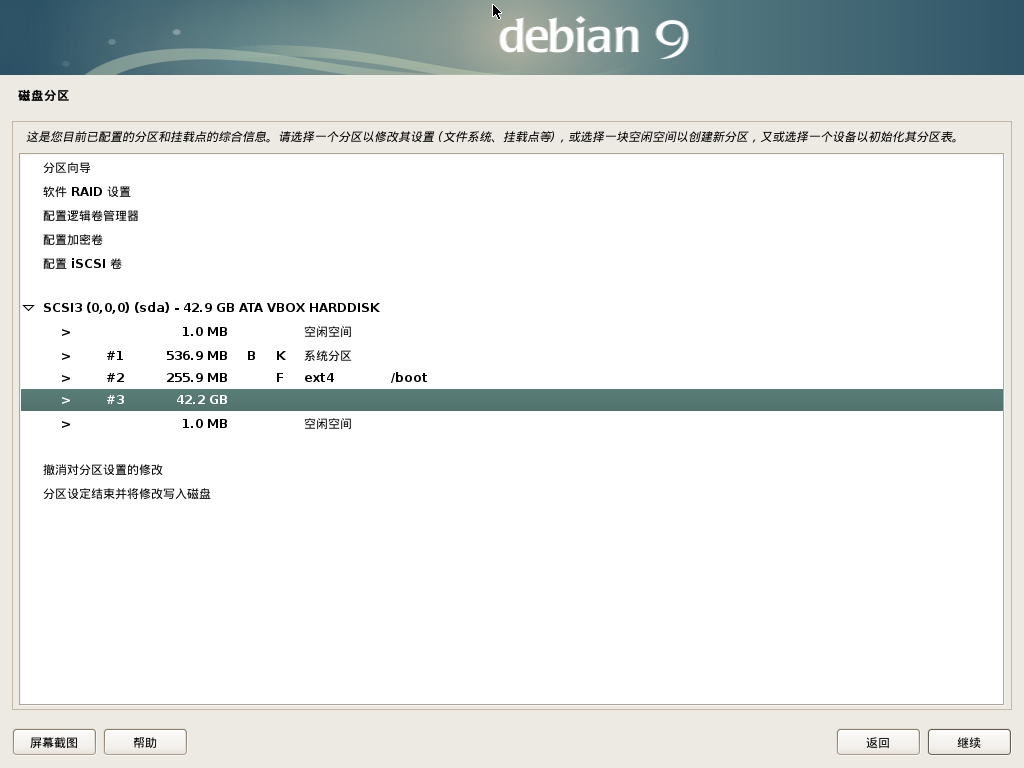 debian 9
磁盘分区
这是您目前已配置的分区和挂载点的综合信息。请选择一个分区以修改其设置 (文件系统、挂载点等) , 或选择一块空闲空间以创建新分区 , 又或选择一个设备以初始化其分区表。
分区向导
软件 RAID 设置
配置逻辑卷管理器
配置加密卷
配置 iSCSI 卷
SCSI3 (0,0,0) (sda) - 42.9 GB ATA VBOX HARDDISK
> 1.0 MB 空闲空间
> #1 536.9 MB B K 系统分区
> #2 255.9 MB F ext4 /boot
> #3 42.2 GB
> 1.0 MB 空闲空间
撤消对分区设置的修改
分区设定结束并将修改写入磁盘
屏幕截图 帮助 返回 继续